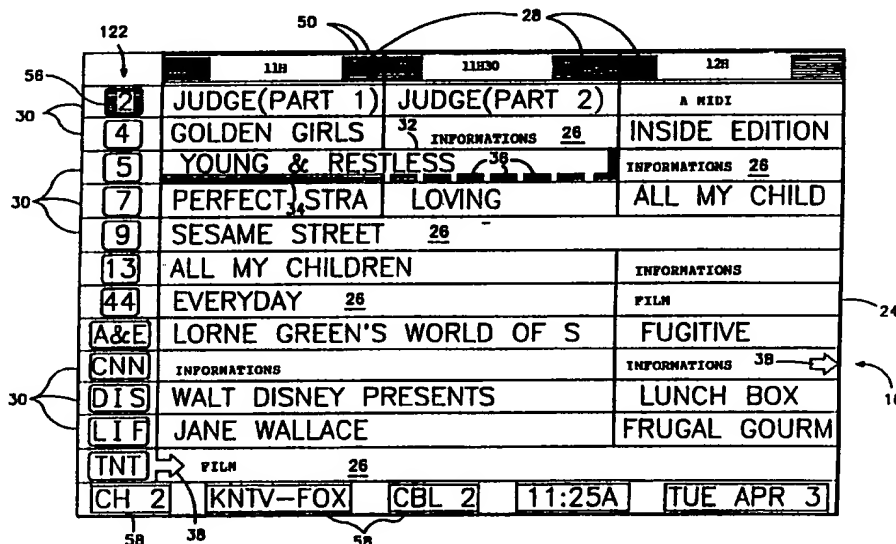 50 28
122 11H 11H30 12H
56 2 JUDGE(PART 1) JUDGE(PART 2) A MIDI
30 4 GOLDEN GIRLS 32 INFORMATIONS 26 INSIDE EDITION
5 YOUNG & RESTLESS 36 INFORMATIONS 26
30 7 PERFECT STRA 34 LOVING ALL MY CHILD
9 SESAME STREET 26
13 ALL MY CHILDREN INFORMATIONS
44 EVERYDAY 26 FILM 24
A&E LORNE GREEN'S WORLD OF S FUGITIVE
CNN INFORMATIONS INFORMATIONS 38
30 DIS WALT DISNEY PRESENTS LUNCH BOX
LIF JANE WALLACE FRUGAL GOURM
TNT FILM 26
CH 2 KNTV-FOX CBL 2 11:25A TUE APR 3
58 38 58